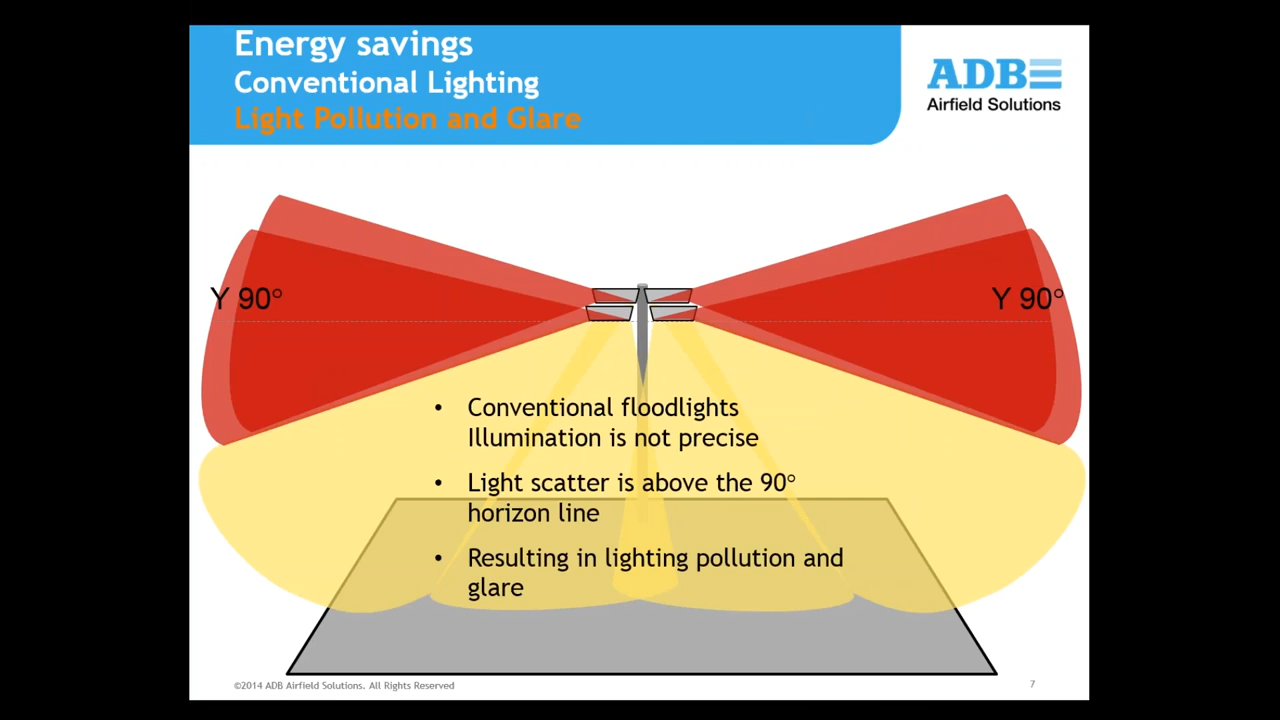 Energy savings
Conventional Lighting
Light Pollution and Glare
ADB
Airfield Solutions
Y 90°
Y 90°
• Conventional floodlights
Illumination is not precise
• Light scatter is above the 90°
horizon line
• Resulting in lighting pollution and
glare
©2014 ADB Airfield Solutions. All Rights Reserved
7